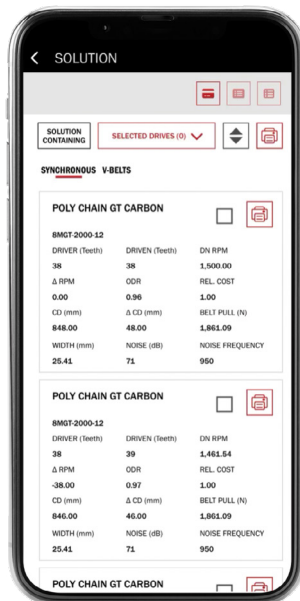 SOLUTION
SOLUTION CONTAINING
SELECTED DRIVES (0)
SYNCHRONOUS V-BELTS
POLY CHAIN GT CARBON
8MGT-2000-12
DRIVER (Teeth) DRIVEN (Teeth) DN RPM
38 38 1,500.00
Δ RPM ODR REL. COST
0.00 0.96 1.00
CD (mm) Δ CD (mm) BELT PULL (N)
848.00 48.00 1,861.09
WIDTH (mm) NOISE (dB) NOISE FREQUENCY
25.41 71 950
POLY CHAIN GT CARBON
8MGT-2000-12
DRIVER (Teeth) DRIVEN (Teeth) DN RPM
38 39 1,461.54
Δ RPM ODR REL. COST
-38.00 0.97 1.00
CD (mm) Δ CD (mm) BELT PULL (N)
846.00 46.00 1,861.09
WIDTH (mm) NOISE (dB) NOISE FREQUENCY
25.41 71 950
POLY CHAIN GT CARBON